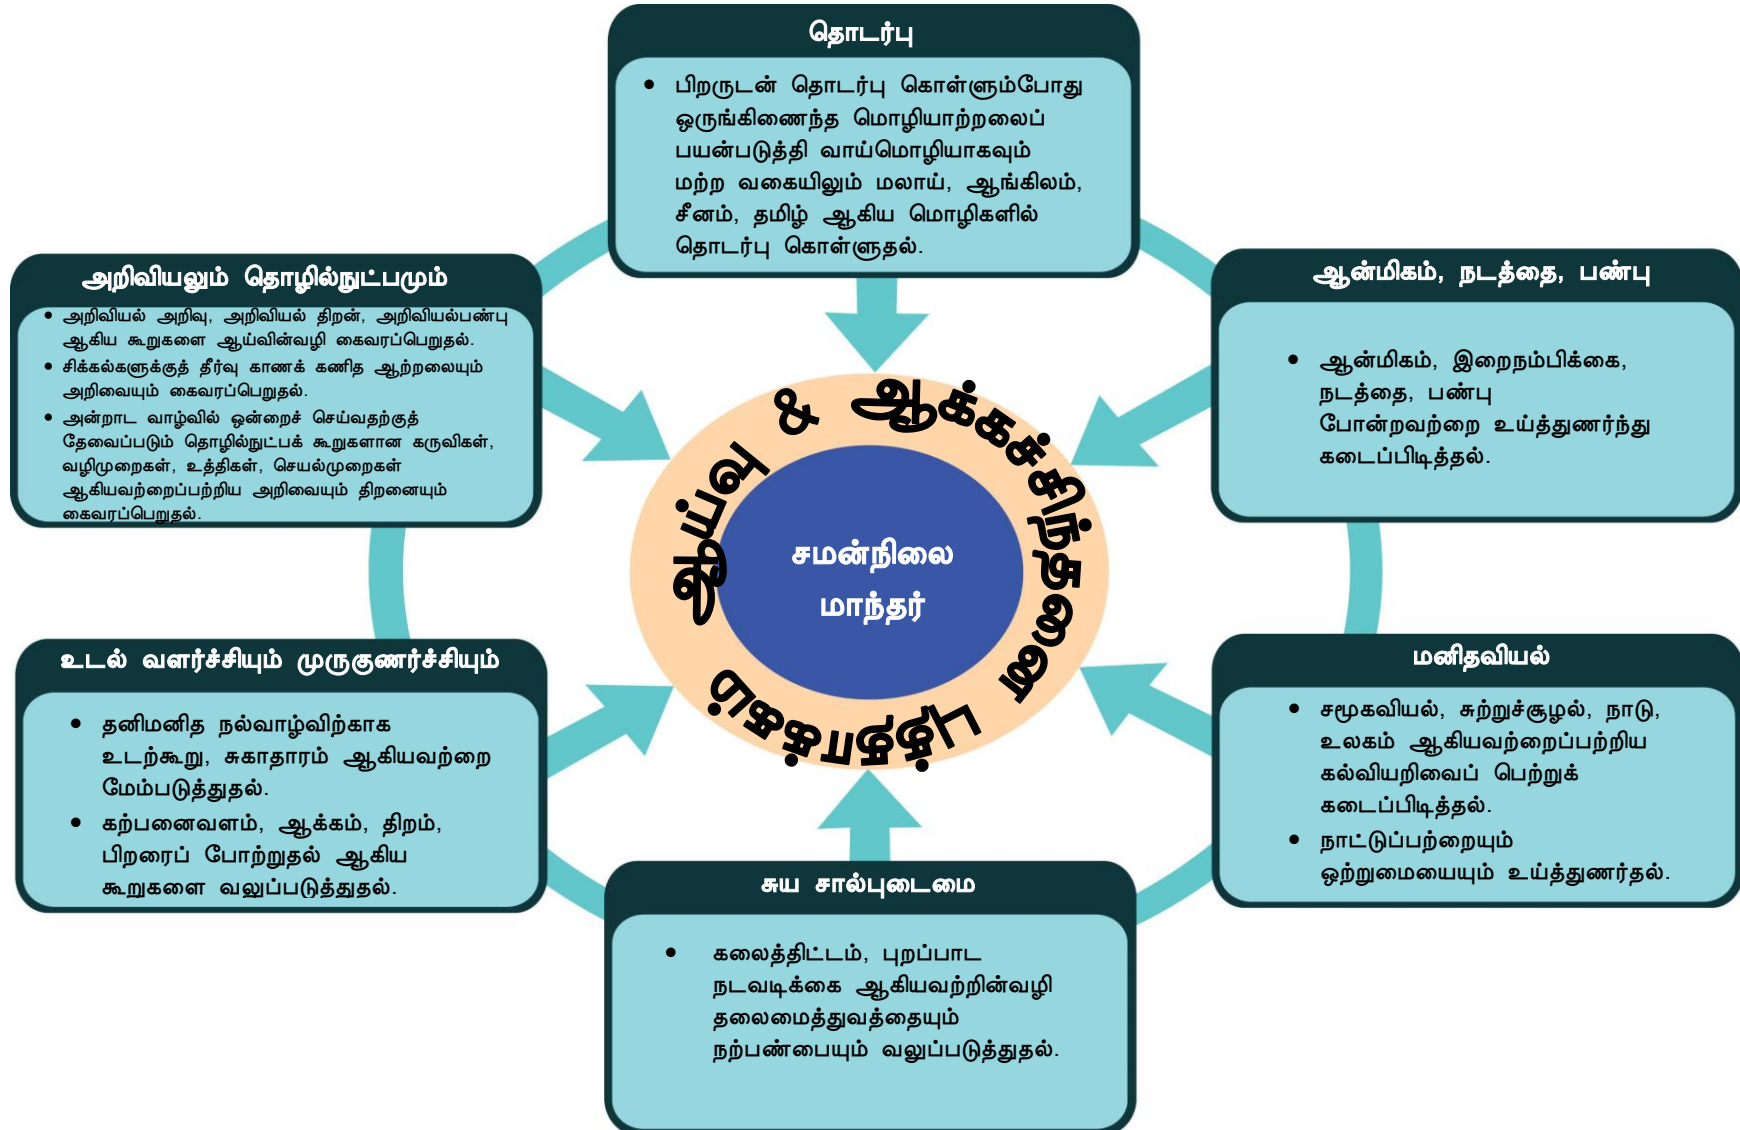 தொடர்பு
• பிறருடன் தொடர்பு கொள்ளும்போது
ஒருங்கிணைந்த மொழியாற்றலைப்
பயன்படுத்தி வாய்மொழியாகவும்
மற்ற வகையிலும் மலாய், ஆங்கிலம்,
சீனம், தமிழ் ஆகிய மொழிகளில்
தொடர்பு கொள்ளுதல்.
அறிவியலும் தொழில்நுட்பமும்
• அறிவியல் அறிவு, அறிவியல் திறன், அறிவியல்பண்பு
ஆகிய கூறுகளை ஆய்வின்வழி கைவரப்பெறுதல்.
• சிக்கல்களுக்குத் தீர்வு காணக் கணித ஆற்றலையும்
அறிவையும் கைவரப்பெறுதல்.
• அன்றாட வாழ்வில் ஒன்றைச் செய்வதற்குத்
தேவைப்படும் தொழில்நுட்பக் கூறுகளான கருவிகள்,
வழிமுறைகள், உத்திகள், செயல்முறைகள்
ஆகியவற்றைப்பற்றிய அறிவையும் திறனையும்
கைவரப்பெறுதல்.
ஆன்மிகம், நடத்தை, பண்பு
• ஆன்மிகம், இறைநம்பிக்கை,
நடத்தை, பண்பு
போன்றவற்றை உய்த்துணர்ந்து
கடைப்பிடித்தல்.
ஆய்வு & ஆக்கச்சிந்தனை புத்தாக்கம்
சமன்நிலை
மாந்தர்
உடல் வளர்ச்சியும் முருகுணர்ச்சியும்
• தனிமனித நல்வாழ்விற்காக
உடற்கூறு, சுகாதாரம் ஆகியவற்றை
மேம்படுத்துதல்.
• கற்பனைவளம், ஆக்கம், திறம்,
பிறரைப் போற்றுதல் ஆகிய
கூறுகளை வலுப்படுத்துதல்.
மனிதவியல்
• சமூகவியல், சுற்றுச்சூழல், நாடு,
உலகம் ஆகியவற்றைப்பற்றிய
கல்வியறிவைப் பெற்றுக்
கடைப்பிடித்தல்.
• நாட்டுப்பற்றையும்
ஒற்றுமையையும் உய்த்துணர்தல்.
சுய சால்புடைமை
• கலைத்திட்டம், புறப்பாட
நடவடிக்கை ஆகியவற்றின்வழி
தலைமைத்துவத்தையும்
நற்பண்பையும் வலுப்படுத்துதல்.